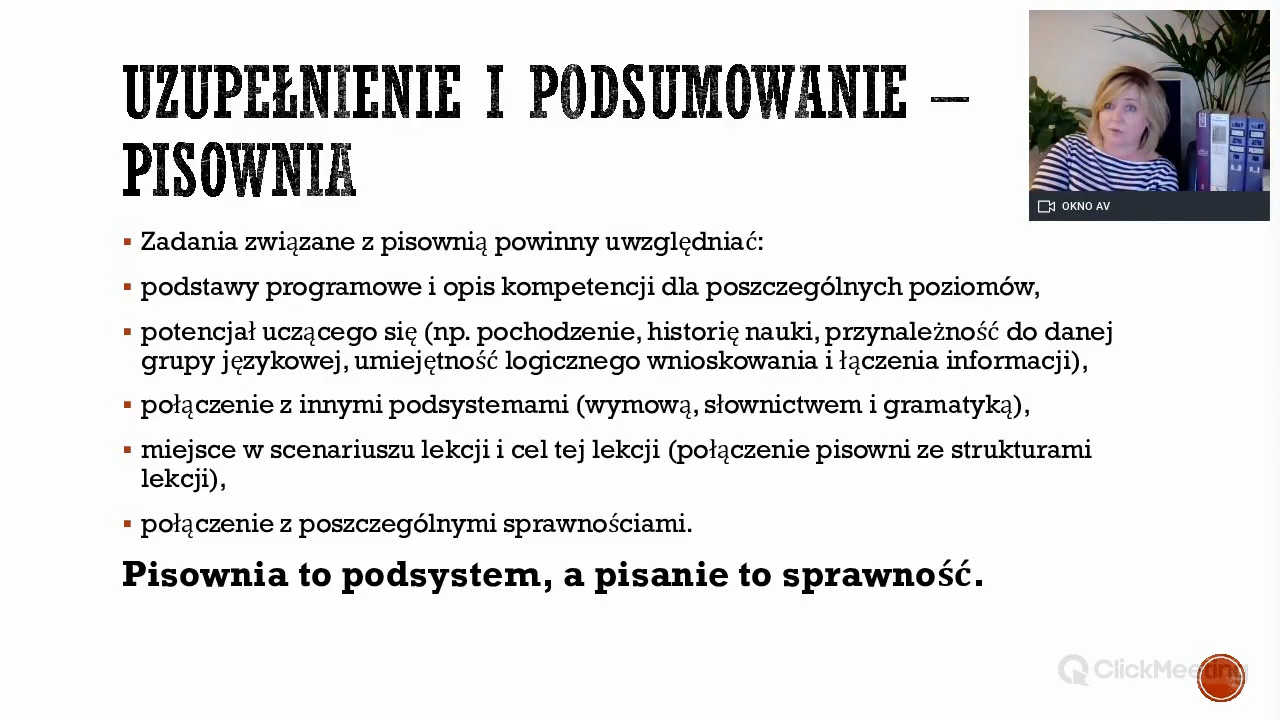 UZUPEŁNIENIE I PODSUMOWANIE –
PISOWNIA
OKNO AV
▪ Zadania związane z pisownią powinny uwzględniać:
▪ podstawy programowe i opis kompetencji dla poszczególnych poziomów,
▪ potencjał uczącego się (np. pochodzenie, historię nauki, przynależność do danej
grupy językowej, umiejętność logicznego wnioskowania i łączenia informacji),
▪ połączenie z innymi podsystemami (wymową, słownictwem i gramatyką),
▪ miejsce w scenariuszu lekcji i cel tej lekcji (połączenie pisowni ze strukturami
lekcji),
▪ połączenie z poszczególnymi sprawnościami.
Pisownia to podsystem, a pisanie to sprawność.
ClickMeeting